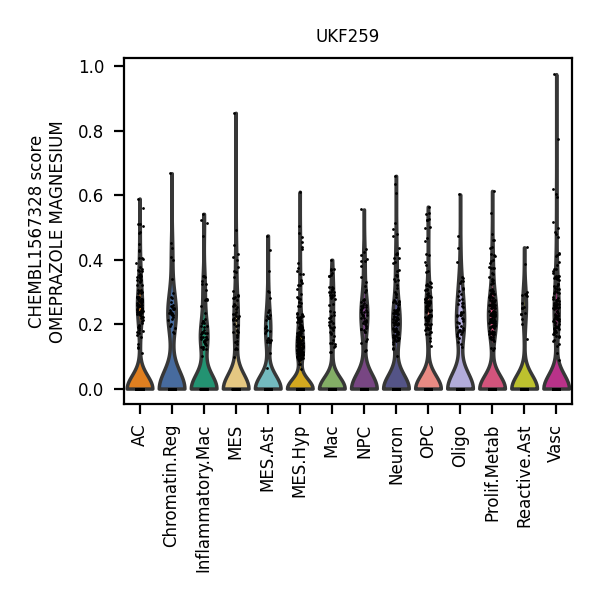 UKF259
CHEMBL1567328 score
OMEPRAZOLE MAGNESIUM
1.0
0.8
0.6
0.4
0.2
0.0
AC
Chromatin.Reg
Inflammatory.Mac
MES
MES.Ast
MES.Hyp
Mac
NPC
Neuron
OPC
Oligo
Prolif.Metab
Reactive.Ast
Vasc